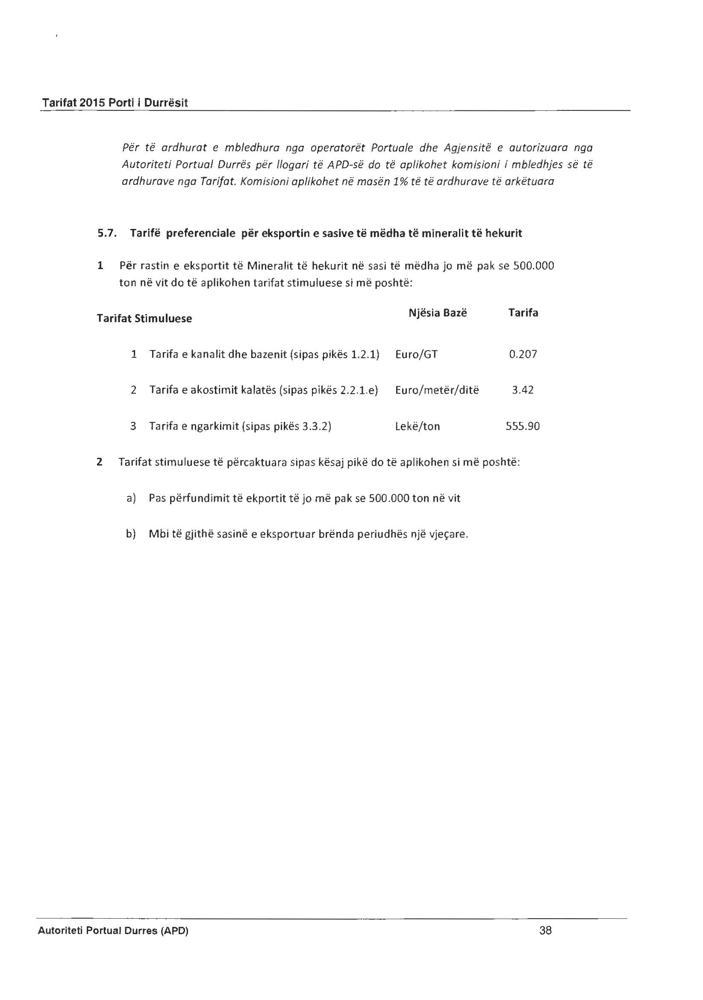 Tarifat 2015 Porti i Durrësit
Për të ardhurat e mbledhura nga operatorët Portuale dhe Agjensitë e autorizuara nga
Autoriteti Portual Durrës për llogari të APD-së do të aplikohet komisioni i mbledhjes së të
ardhurave nga Tarifat. Komisioni aplikohet në masën 1% të të ardhurave të arkëtuara
5.7. Tarifë preferenciale për eksportin e sasive të mëdha të mineralit të hekurit
1 Për rastin e eksportit të Mineralit të hekurit në sasi të mëdha jo më pak se 500.000
ton në vit do të aplikohen tarifat stimuluese si më poshtë:
Tarifat Stimuluese Njësia Bazë Tarifa
1 Tarifa e kanalit dhe bazenit (sipas pikës 1.2.1) Euro/GT 0.207
2 Tarifa e akostimit kalatës (sipas pikës 2.2.1.e) Euro/metër/ditë 3.42
3 Tarifa e ngarkimit (sipas pikës 3.3.2) Lekë/ton 555.90
2 Tarifat stimuluese të përcaktuara sipas kësaj pikë do të aplikohen si më poshtë:
a) Pas përfundimit të ekportit të jo më pak se 500.000 ton në vit
b) Mbi të gjithë sasinë e eksportuar brënda periudhës një vjeçare.
Autoriteti Portual Durres (APD) 38